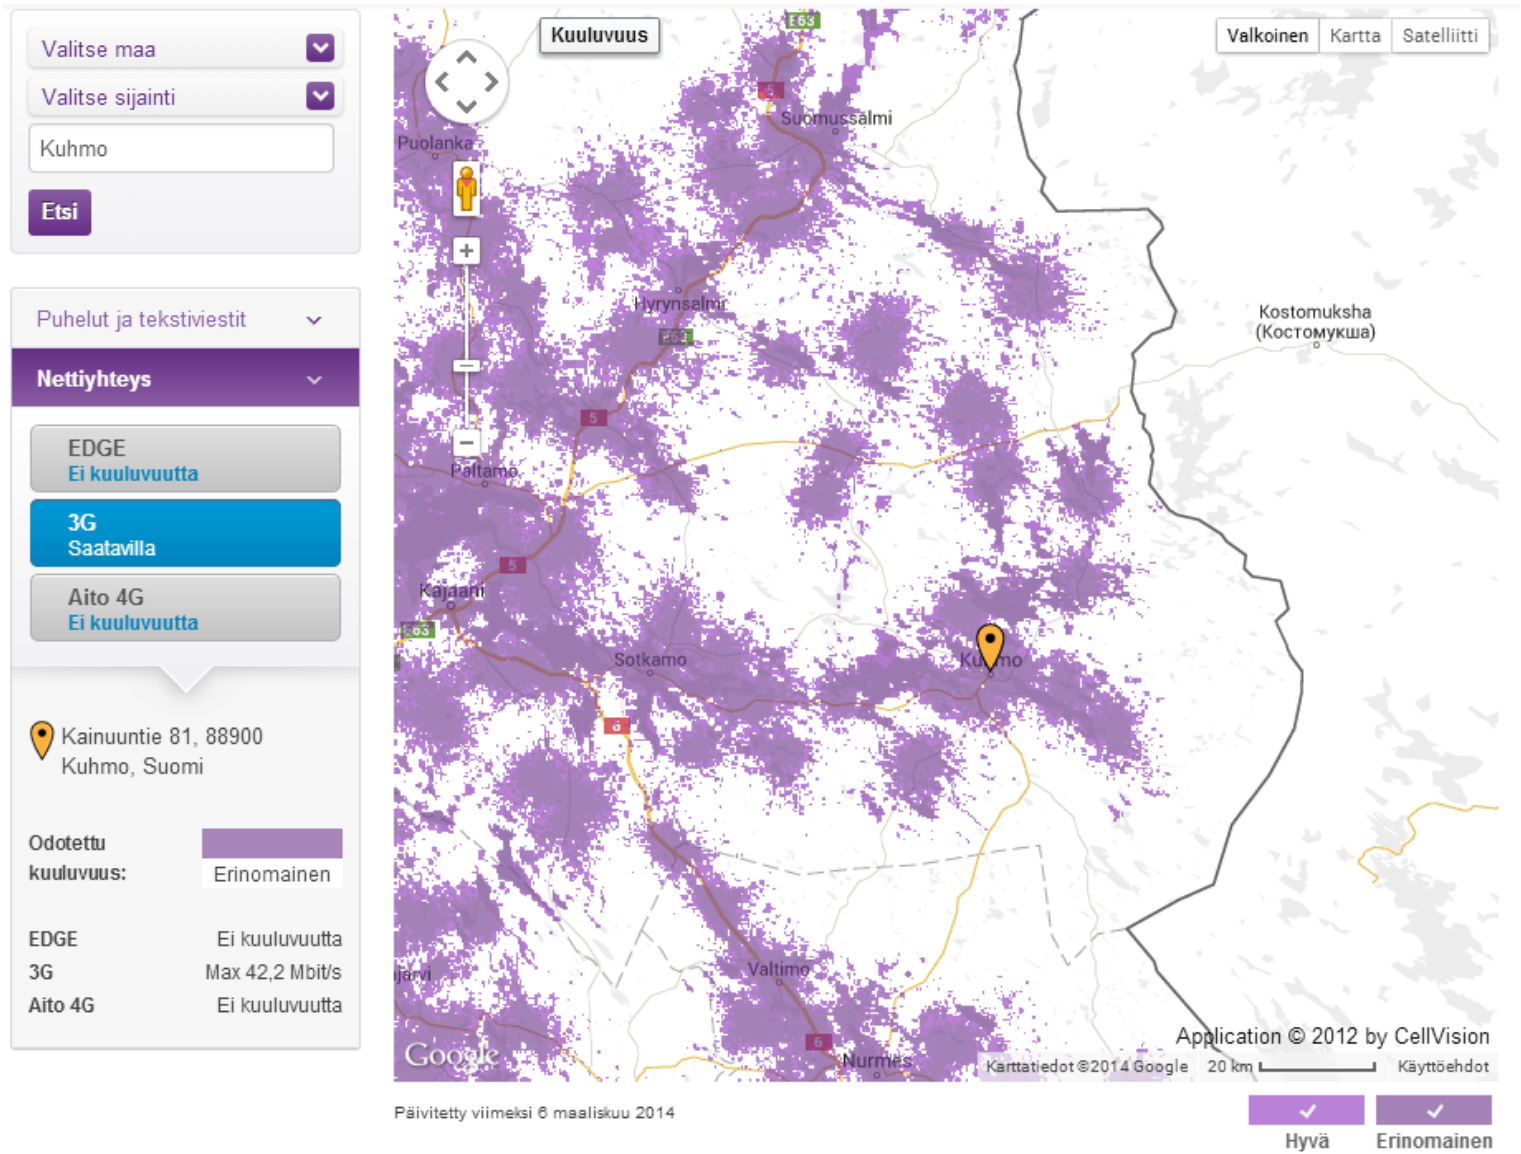 Valitse maa
Valitse sijainti
Kuhmo
Etsi
Puhelut ja tekstiviestit
Nettiyhteys
EDGE
Ei kuuluvuutta
3G
Saatavilla
Aito 4G
Ei kuuluvuutta
Kainuuntie 81, 88900
Kuhmo, Suomi
Odotettu
kuuluvuus:
Erinomainen
EDGE Ei kuuluvuutta
3G Max 42,2 Mbit/s
Aito 4G Ei kuuluvuutta
Kuuluvuus
E63
Valkoinen
Kartta
Satelliitti
5
Suomussalmi
Puolanka
Hyrynsalmi
E63
Kostomuksha
(Костомукша)
5
Paltamo
5
Kajaani
E63
Sotkamo
Kuhmo
6
Valtimo
ajärvi
6
Nurmes
Google
Application © 2012 by CellVision
Karttatiedot ©2014 Google
20 km
Käyttöehdot
Päivitetty viimeksi 6 maaliskuu 2014
Hyvä
Erinomainen